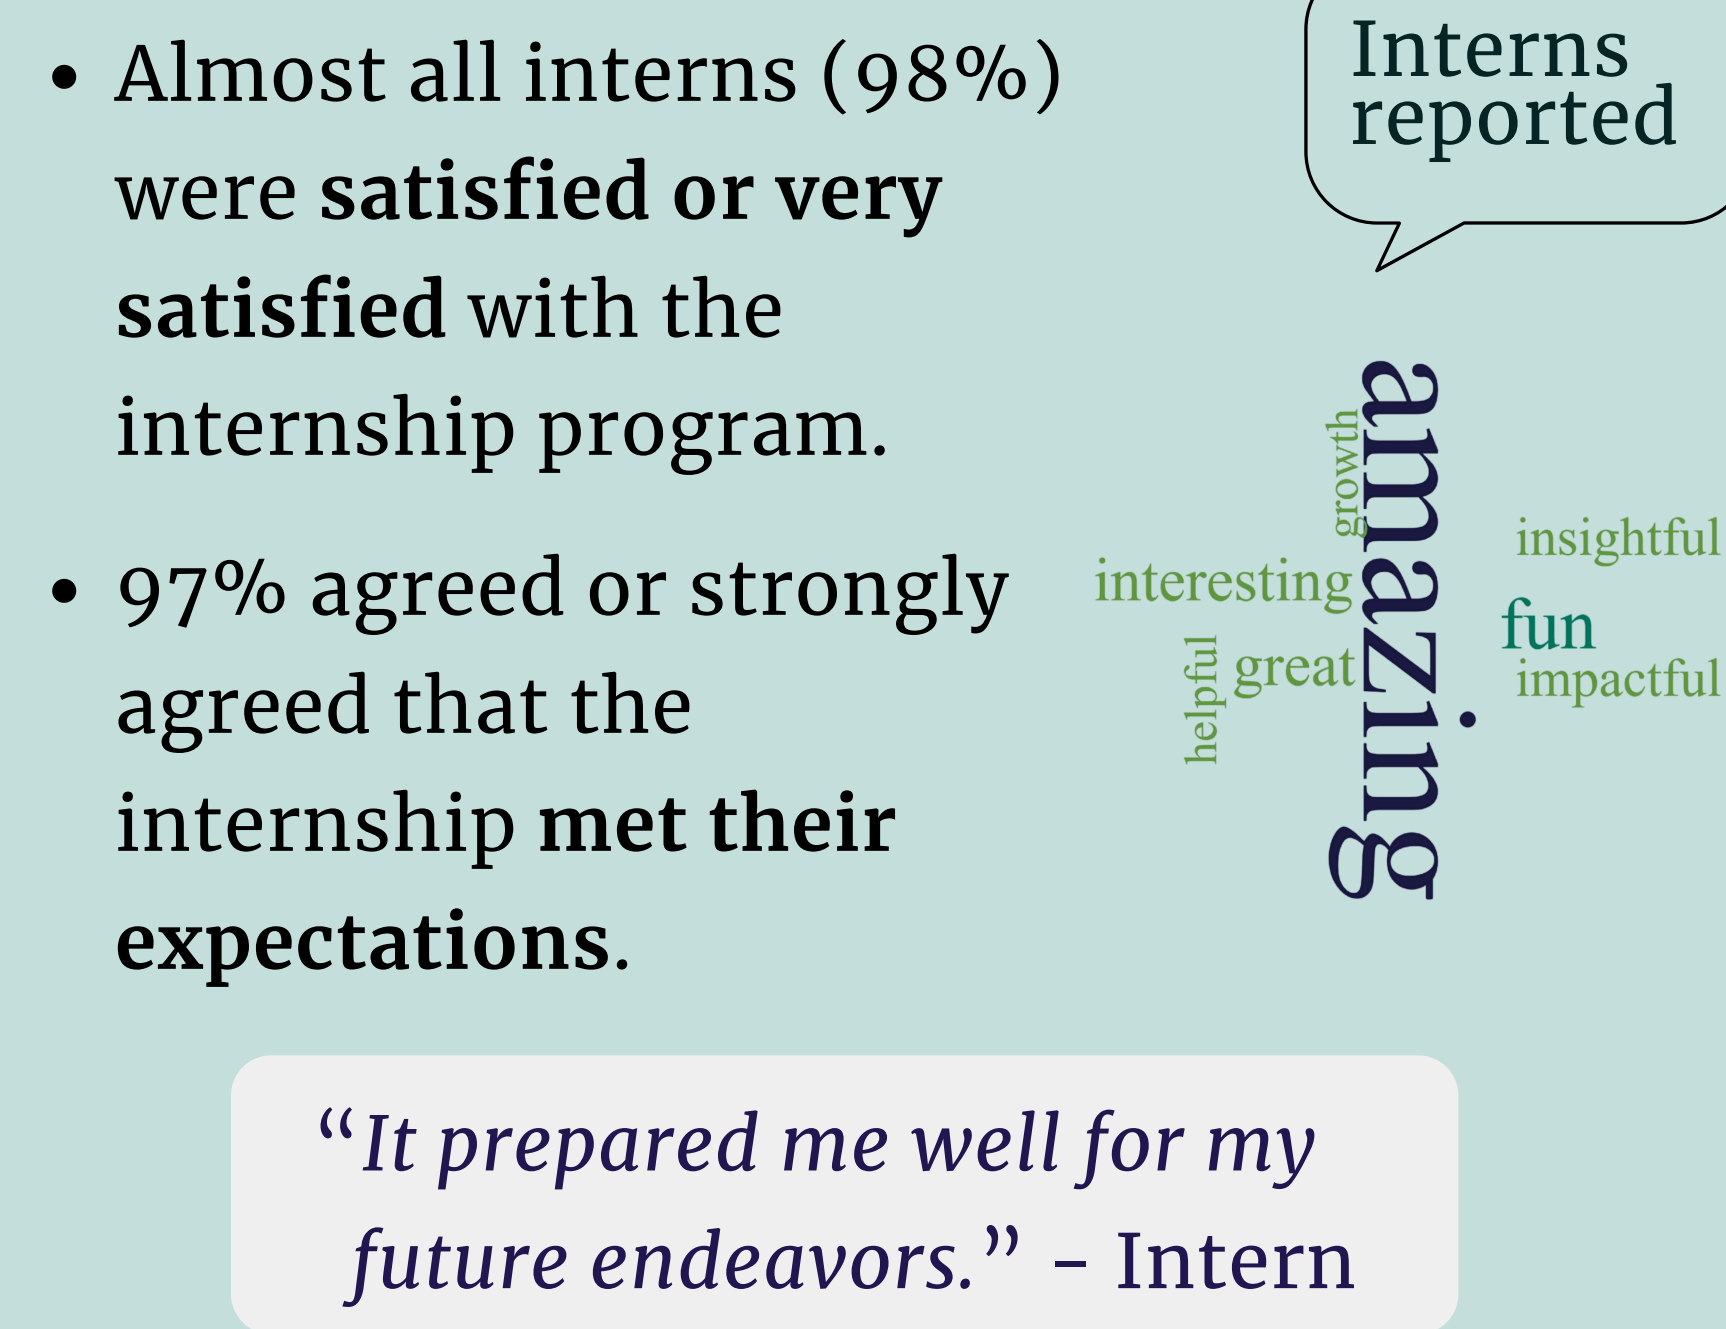 • Almost all interns (98%)
were satisfied or very
satisfied with the
internship program.
• 97% agreed or strongly
agreed that the
internship met their
expectations.
Interns
reported
amazing
growth
interesting
insightful
fun
great
helpful
impactful
“It prepared me well for my
future endeavors.” - Intern